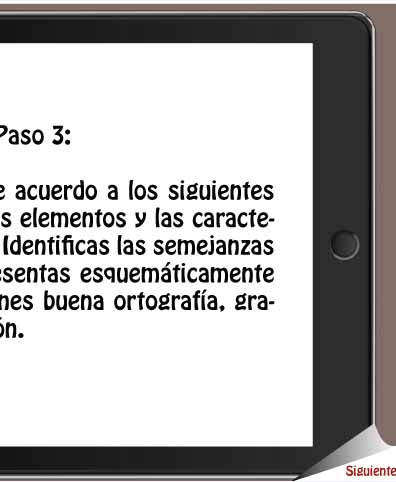 Paso 3:
e acuerdo a los siguientes
s elementos y las caracte-
Identificas las semejanzas
esentas esquemáticamente
nes buena ortografía, gra-
ón.
Siguiente